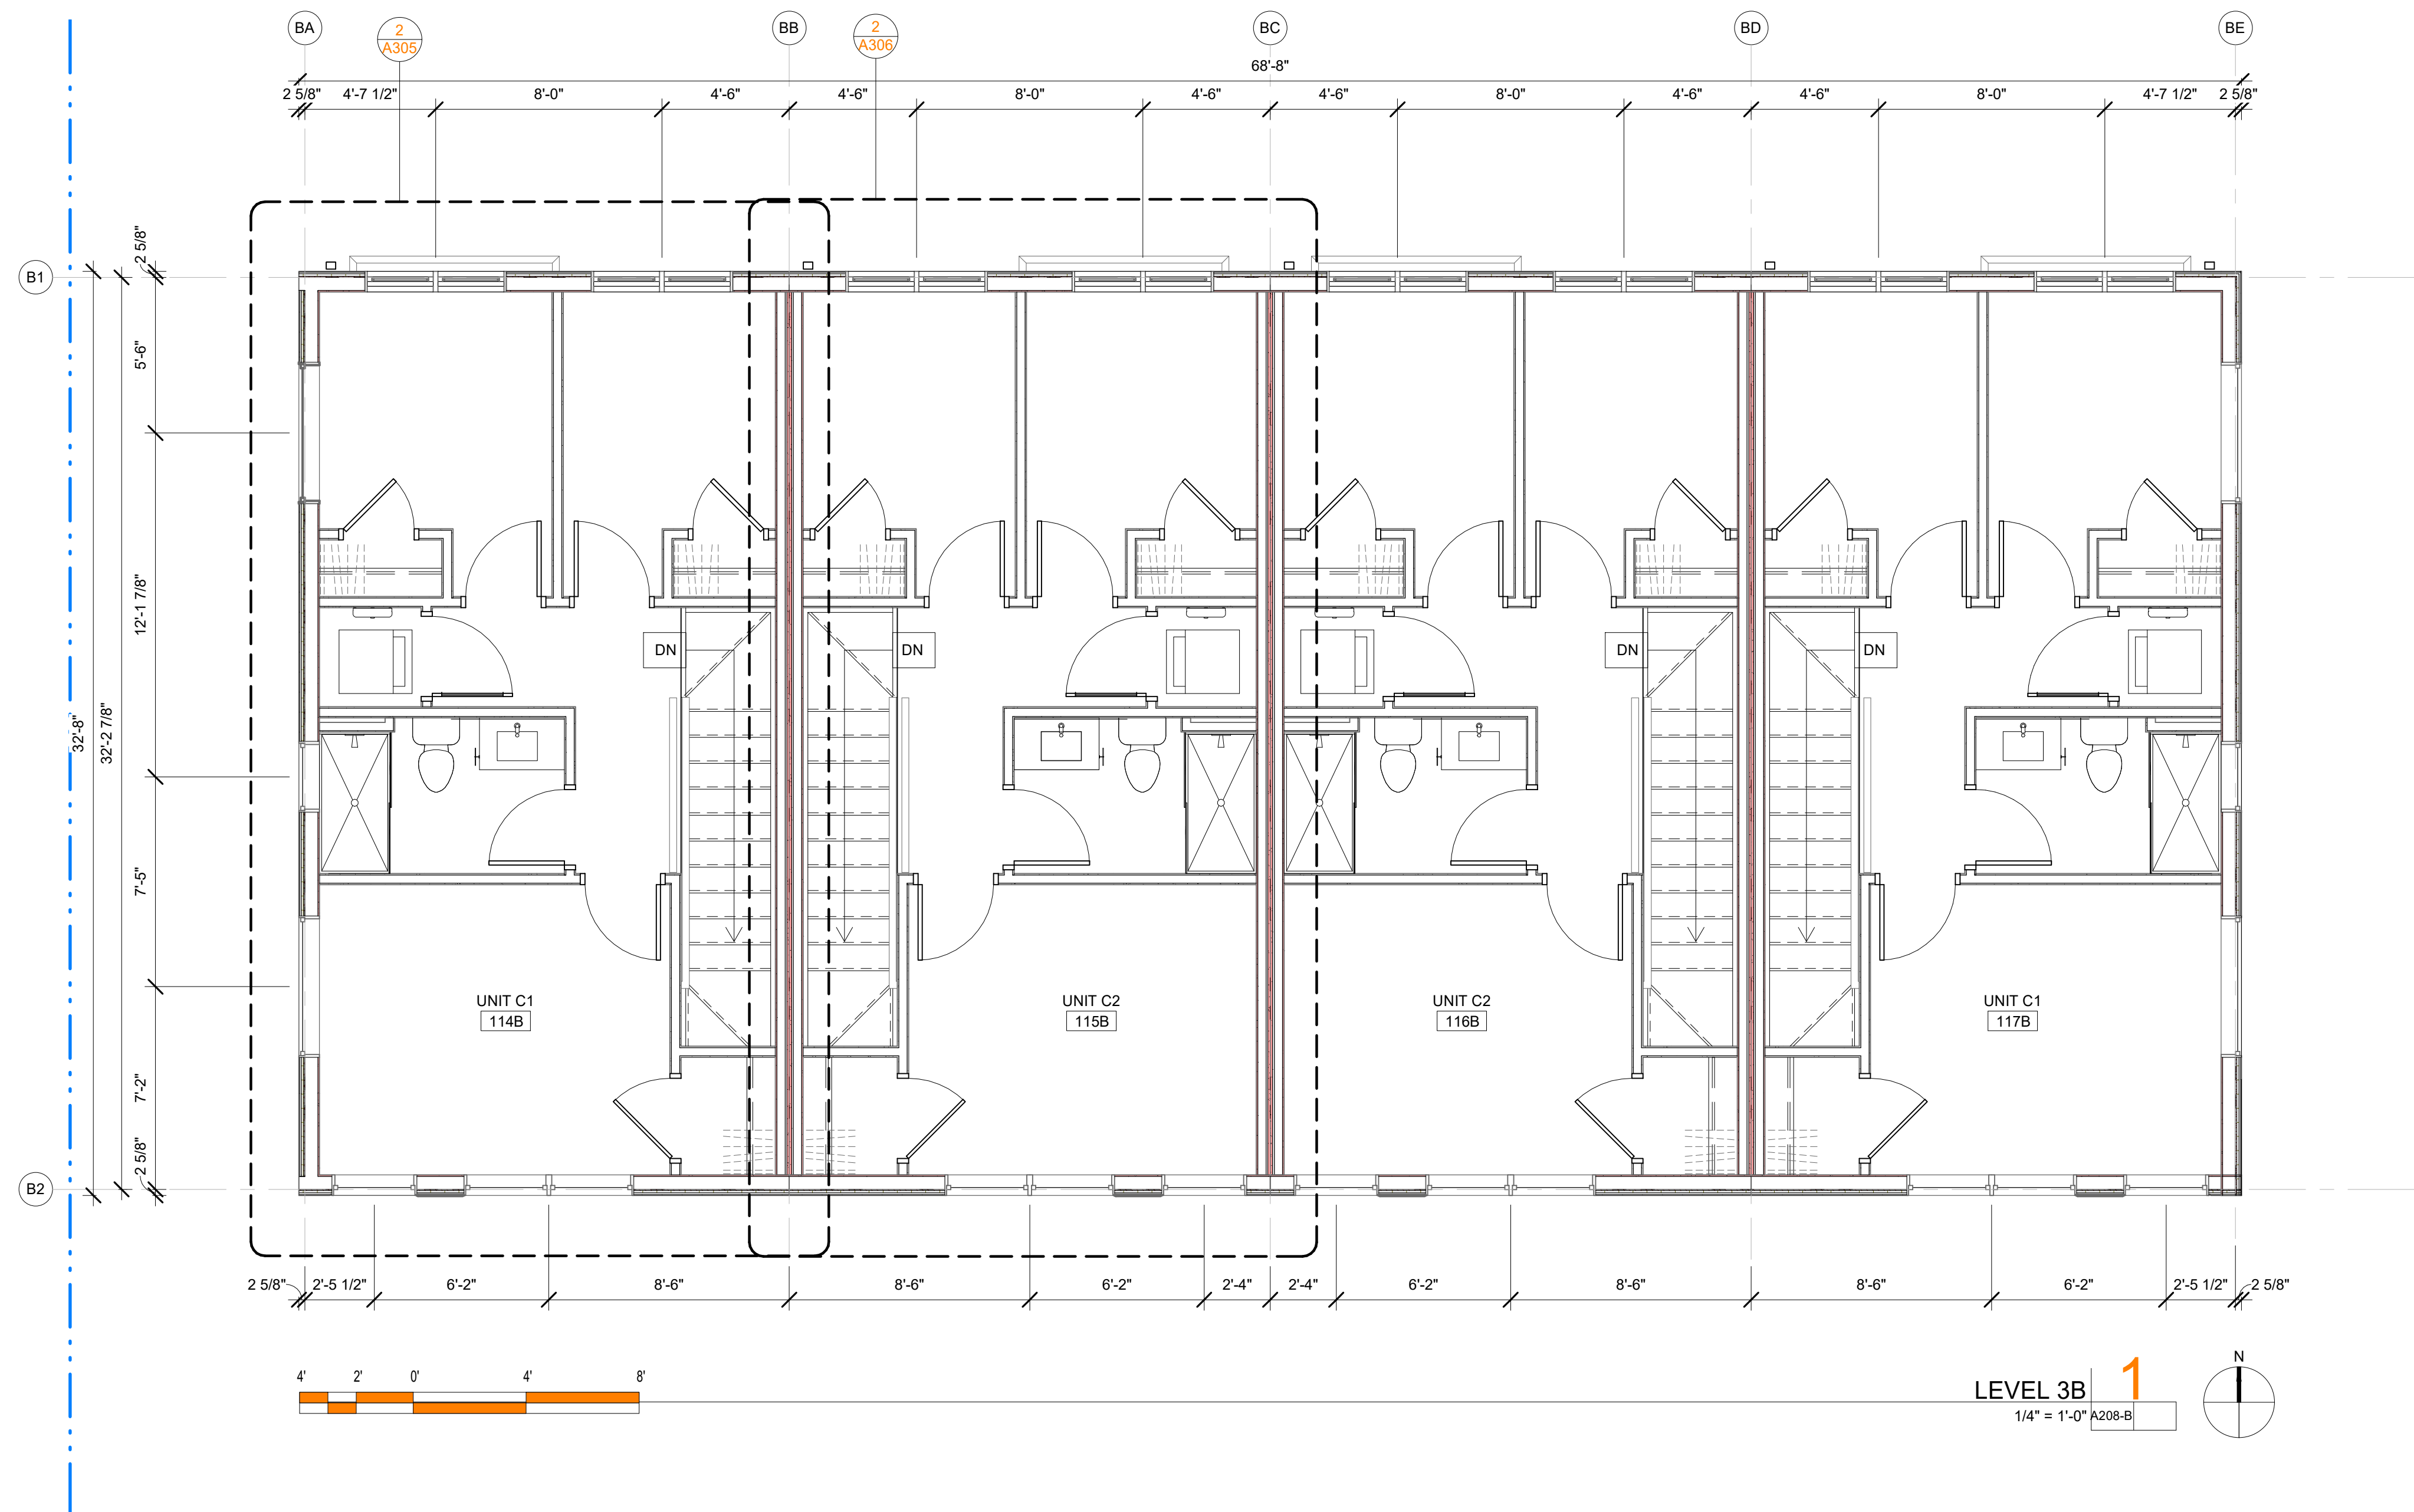 BA
2
A305
BB
2
A306
BC
BD
BE
68'-8"
2 5/8"
4'-7 1/2"
8'-0"
4'-6"
4'-6"
8'-0"
4'-6"
4'-6"
8'-0"
4'-6"
4'-6"
8'-0"
4'-7 1/2"
2 5/8"
B1
2 5/8"
5'-6"
12'-1 7/8"
32'-8"
32'-2 7/8"
7'-5"
7'-2"
2 5/8"
B2
DN
DN
DN
DN
UNIT C1
114B
UNIT C2
115B
UNIT C2
116B
UNIT C1
117B
2 5/8"
2'-5 1/2"
6'-2"
8'-6"
8'-6"
6'-2"
2'-4"
2'-4"
6'-2"
8'-6"
8'-6"
6'-2"
2'-5 1/2"
2 5/8"
4'
2'
0'
4'
8'
LEVEL 3B
1
1/4" = 1'-0"
A208-B
N